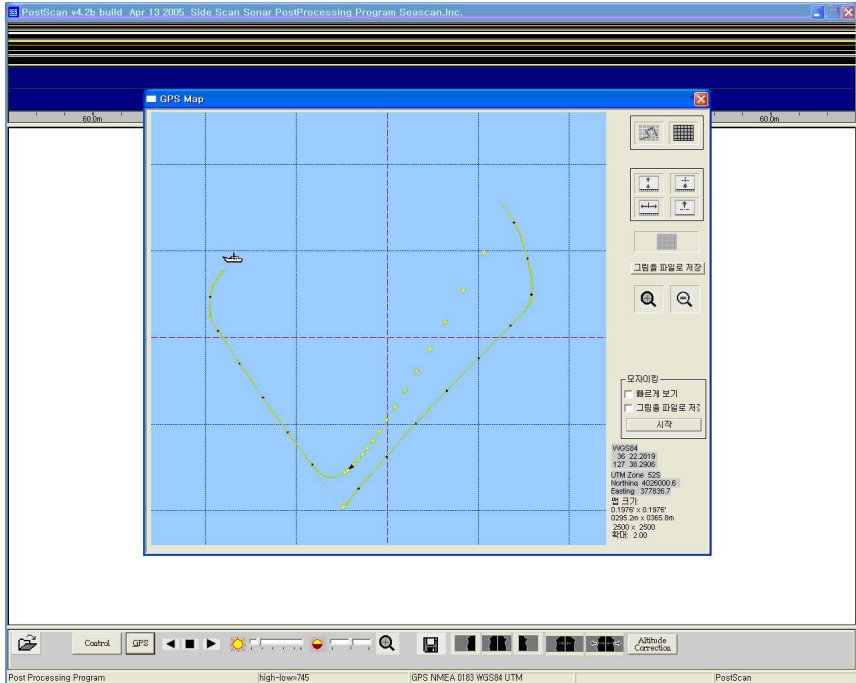 PostScan v4.2b build Apr 13 2005 Side Scan Sonar PostProcessing Program Seascan,Inc.
60.0m
60.0m
GPS Map
그림을 파일로 저장
모자이킹
빠르게 보기
그림을 파일로 저장
시작
WGS84
36 22.2819
127 38.2906
UTM Zone 52S
Northing 4026000.6
Easting 377836.7
맵 크기:
0.1976' x 0.1976'
0295.2m x 0365.8m
2500 x 2500
확대: 2.00
Control
GPS
Altitude
Correction
Post Processing Program
high-low=745
GPS NMEA 0183 WGS84 UTM
PostScan